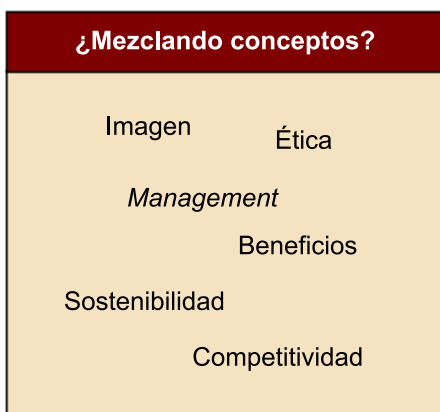 ¿Mezclando conceptos?
Imagen
Ética
Management
Beneficios
Sostenibilidad
Competitividad